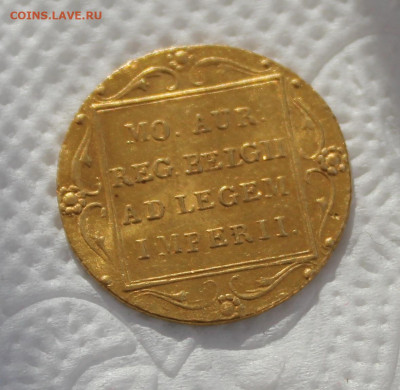 COINS.LAVE.RU
MO. AUR.
REG. BELGII
AD LEGEM
IMPERII.